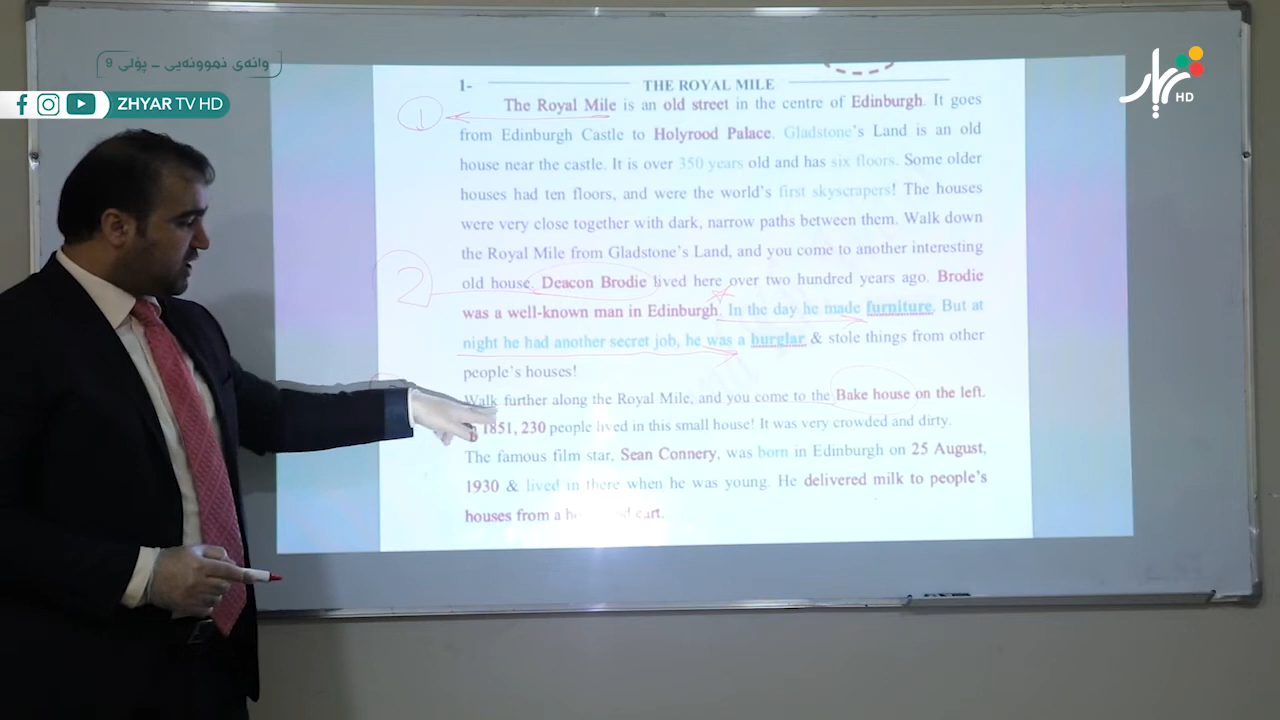 وانەی نموونەیی - پۆلی 9
ZHYAR TV HD
ژیار
HD
1- THE ROYAL MILE
1
The Royal Mile is an old street in the centre of Edinburgh. It goes
from Edinburgh Castle to Holyrood Palace. Gladstone's Land is an old
house near the castle. It is over 350 years old and has six floors. Some older
houses had ten floors, and were the world's first skyscrapers! The houses
were very close together with dark, narrow paths between them. Walk down
the Royal Mile from Gladstone's Land, and you come to another interesting
2
old house. Deacon Brodie lived here over two hundred years ago. Brodie
was a well-known man in Edinburgh. In the day he made furniture. But at
night he had another secret job, he was a burglar & stole things from other
people's houses!
Walk further along the Royal Mile, and you come to the Bake house on the left.
1851, 230 people lived in this small house! It was very crowded and dirty.
The famous film star, Sean Connery, was born in Edinburgh on 25 August,
1930 & lived in there when he was young. He delivered milk to people's
houses from a cart.